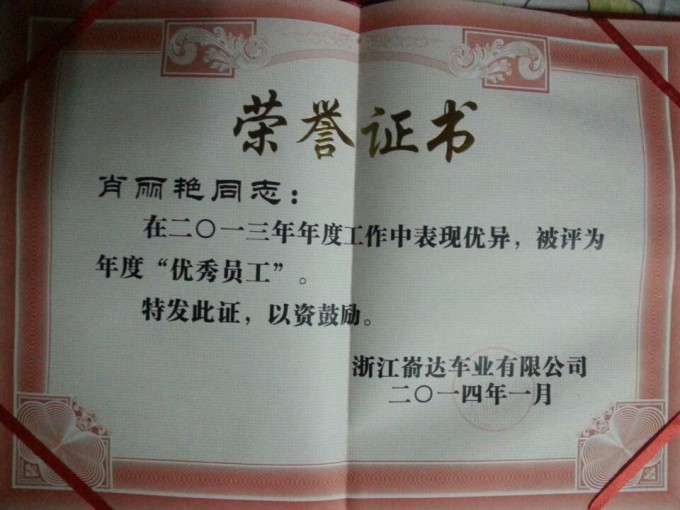 荣誉证书
肖丽艳同志：
在二〇一三年年度工作中表现优异，被评为
年度“优秀员工”。
特发此证，以资鼓励。
浙江嵛达车业有限公司
二〇一四年一月